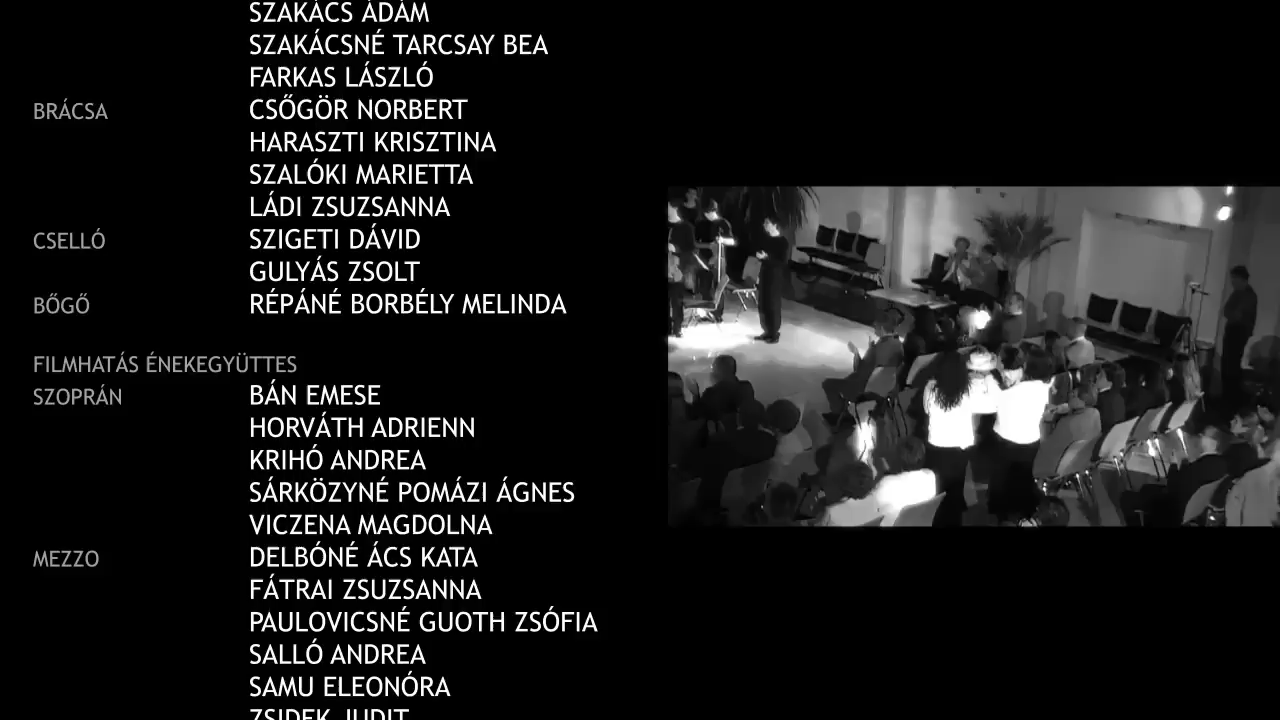 SZAKÁCS ÁDÁM
SZAKÁCSNÉ TARCSAY BEA
FARKAS LÁSZLÓ
BRÁCSA CSŐGÖR NORBERT
HARASZTI KRISZTINA
SZALÓKI MARIETTA
LÁDI ZSUZSANNA
CSELLÓ SZIGETI DÁVID
GULYÁS ZSOLT
BŐGŐ RÉPÁNÉ BORBÉLY MELINDA
FILMHATÁS ÉNEKEGYÜTTES
SZOPRÁN BÁN EMESE
HORVÁTH ADRIENN
KRIHÓ ANDREA
SÁRKÖZYNÉ POMÁZI ÁGNES
VICZENA MAGDOLNA
MEZZO DELBÓNÉ ÁCS KATA
FÁTRAI ZSUZSANNA
PAULOVICSNÉ GUOTH ZSÓFIA
SALLÓ ANDREA
SAMU ELEONÓRA
ZSIDEK JUDIT